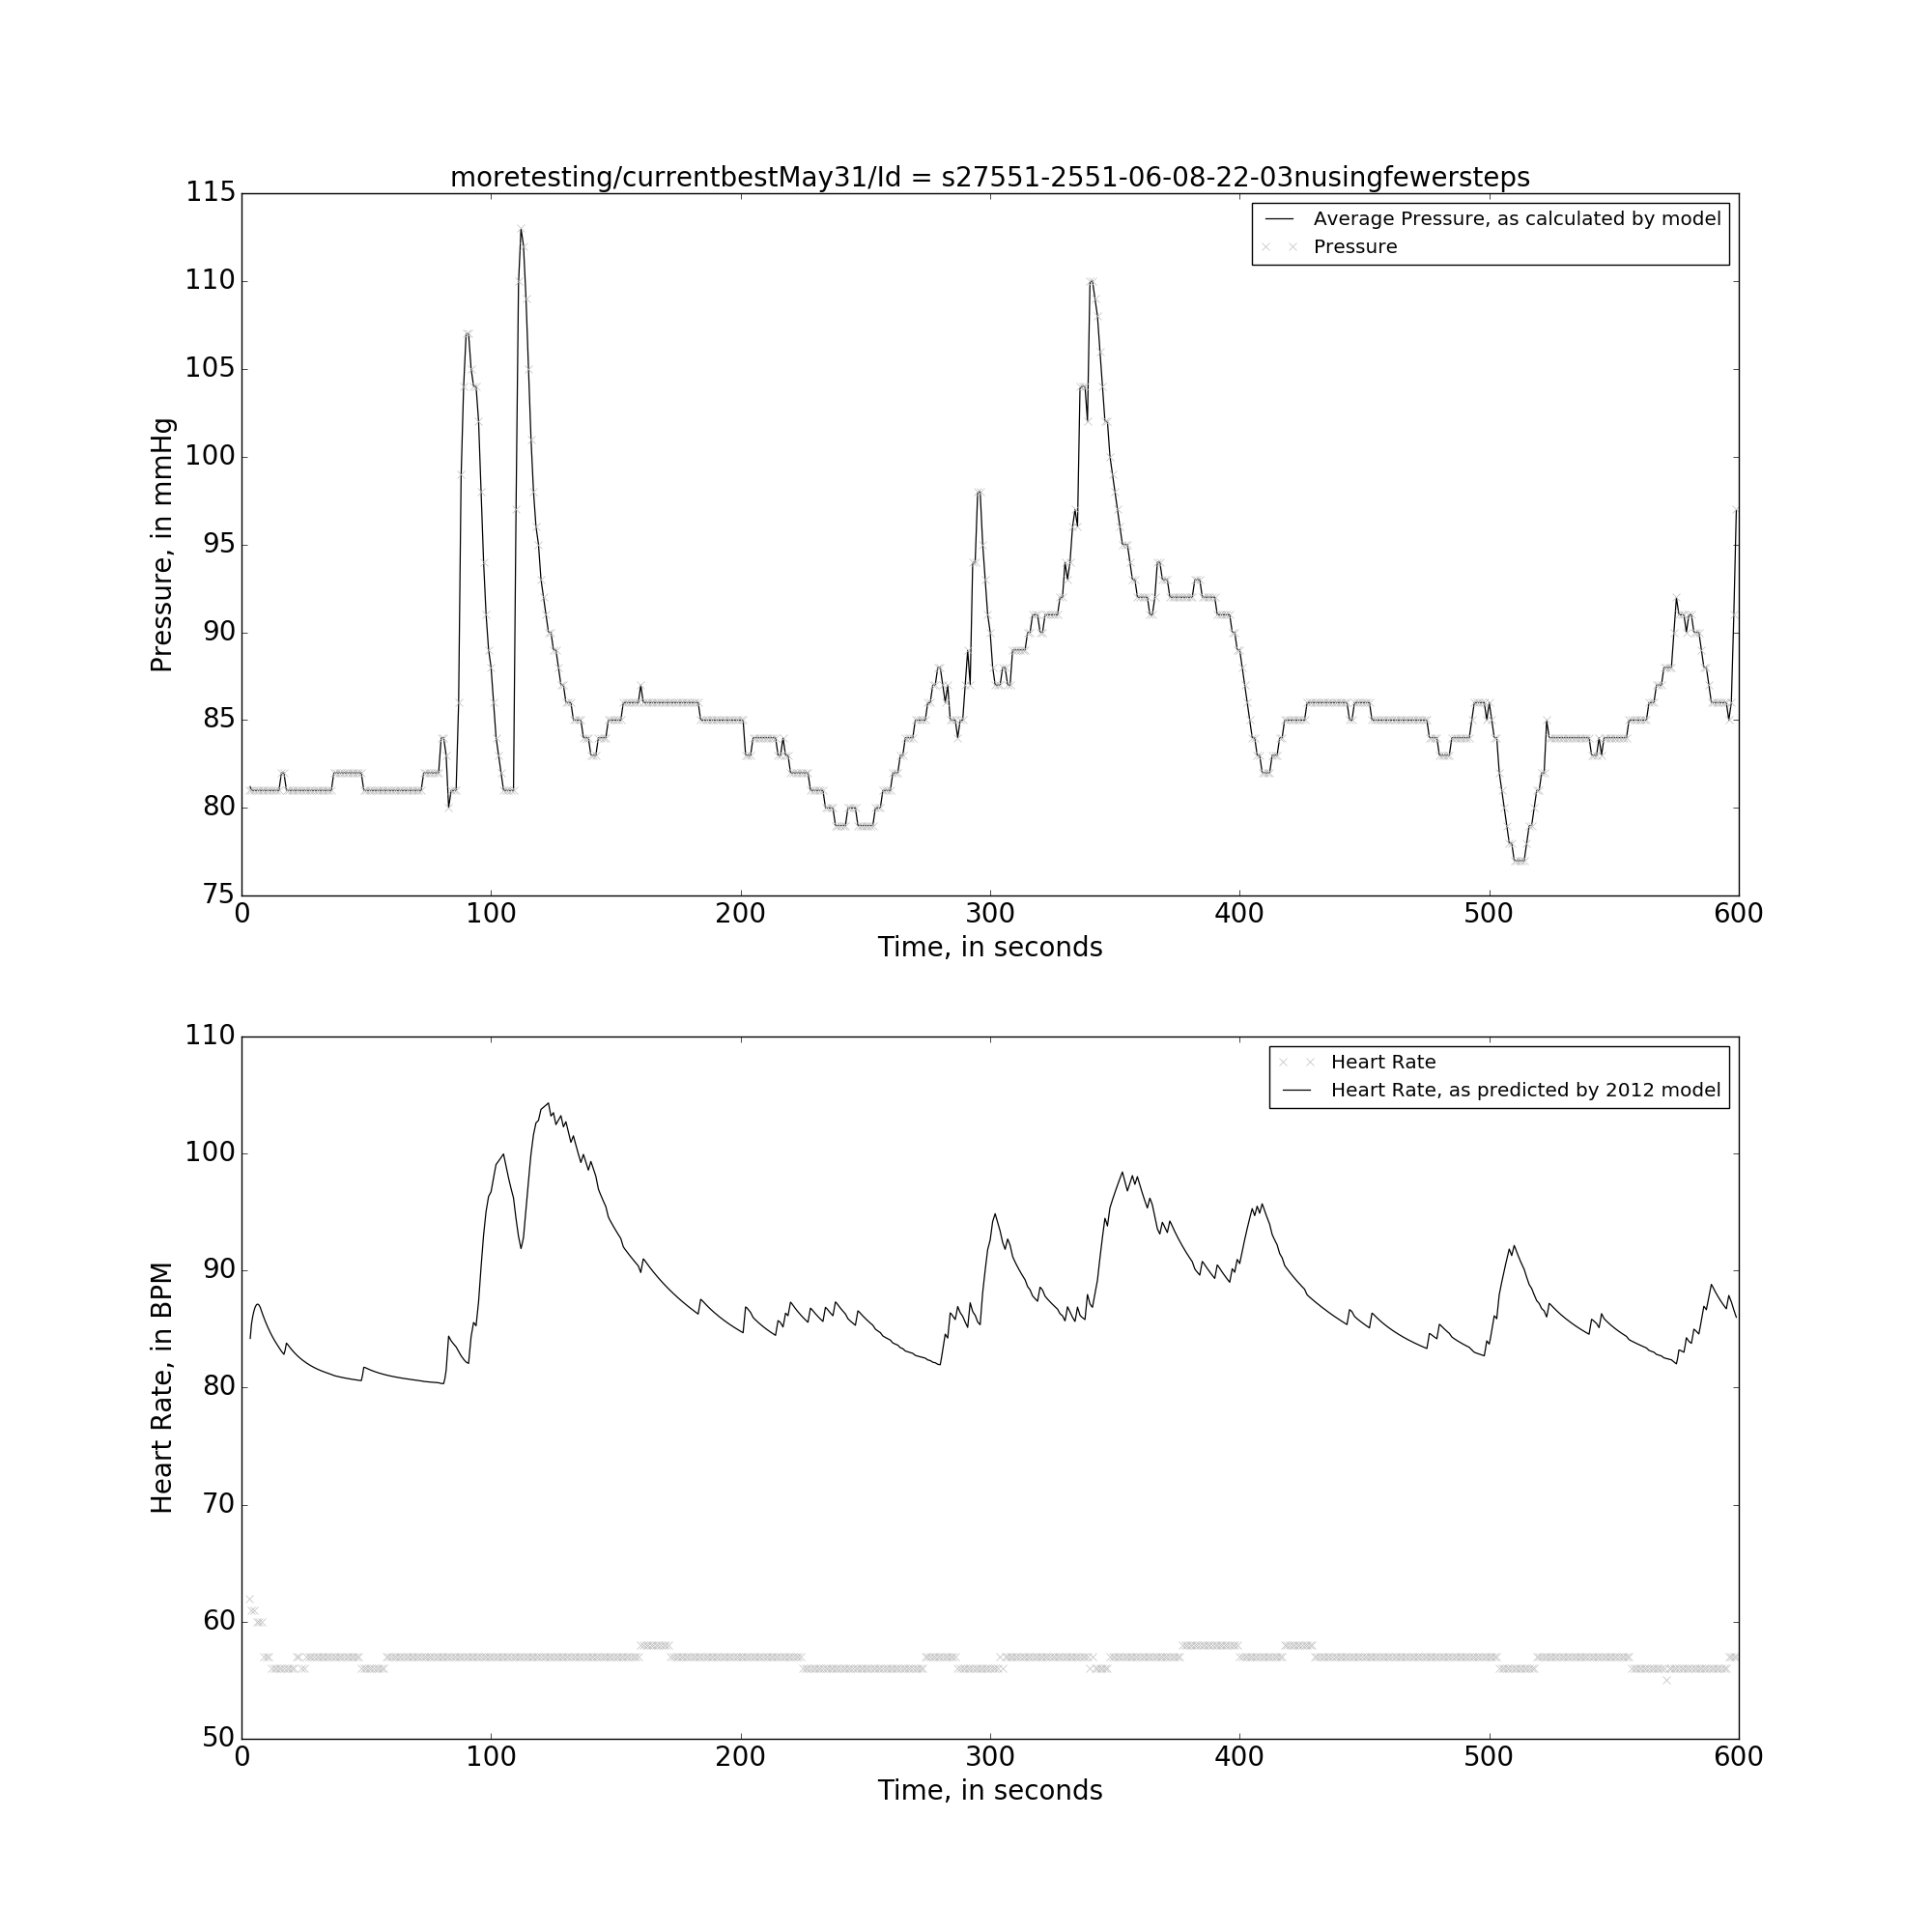 moretesting/currentbestMay31/Id = s27551-2551-06-08-22-03nusingfewersteps
115
110
105
100
95
90
85
80
75
Pressure, in mmHg
Average Pressure, as calculated by model
Pressure
0 100 200 300 400 500 600
Time, in seconds
110
100
90
80
70
60
50
Heart Rate, in BPM
Heart Rate
Heart Rate, as predicted by 2012 model
0 100 200 300 400 500 600
Time, in seconds